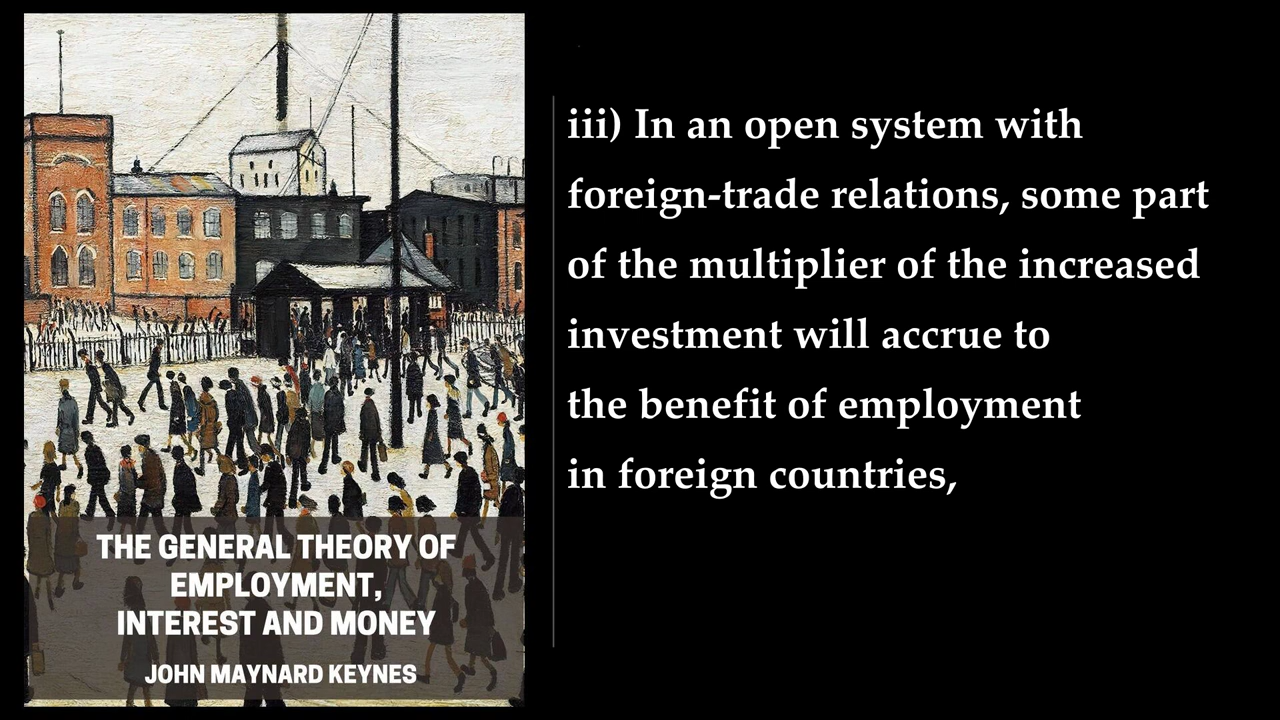 iii) In an open system with
foreign-trade relations, some part
of the multiplier of the increased
investment will accrue to
the benefit of employment
in foreign countries,
THE GENERAL THEORY OF
EMPLOYMENT,
INTEREST AND MONEY
JOHN MAYNARD KEYNES